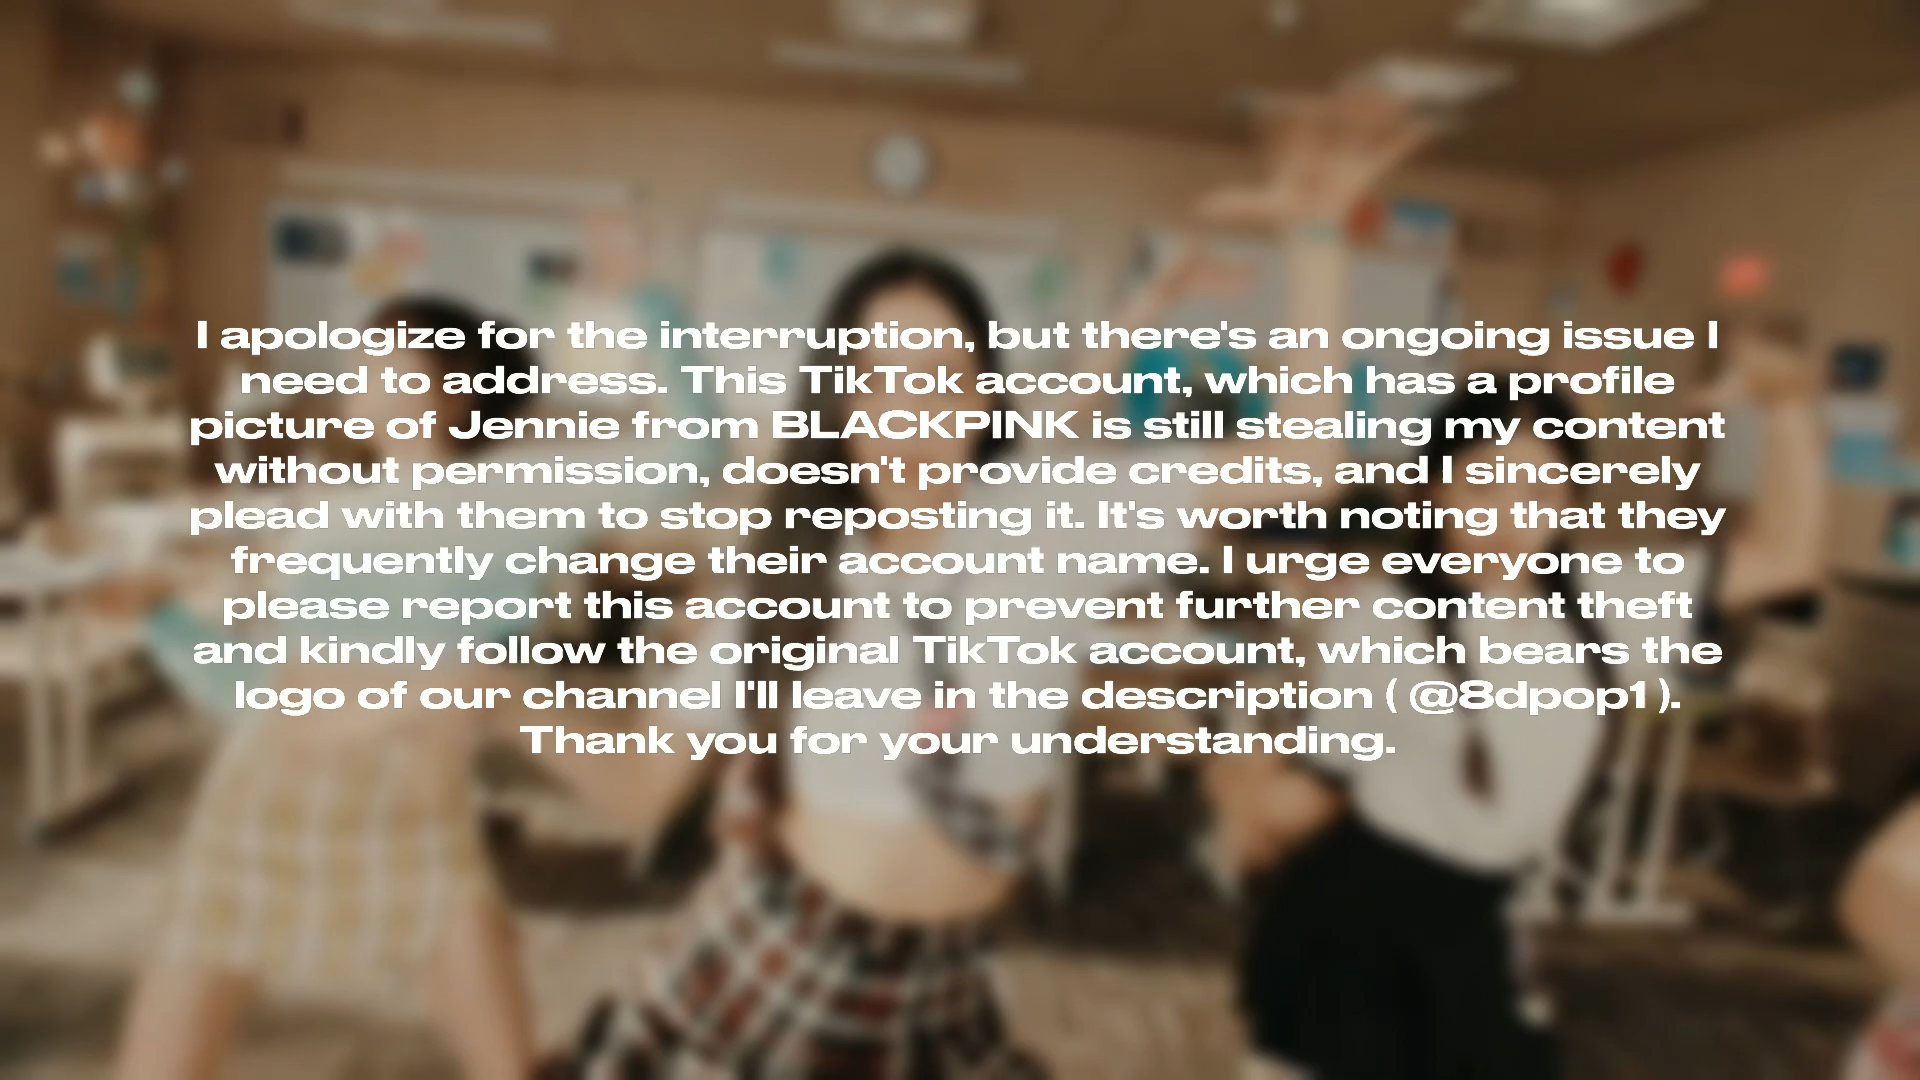 I apologize for the interruption, but there's an ongoing issue I
need to address. This TikTok account, which has a profile
picture of Jennie from BLACKPINK is still stealing my content
without permission, doesn't provide credits, and I sincerely
plead with them to stop reposting it. It's worth noting that they
frequently change their account name. I urge everyone to
please report this account to prevent further content theft
and kindly follow the original TikTok account, which bears the
logo of our channel I'll leave in the description ( @8dpop1 ).
Thank you for your understanding.